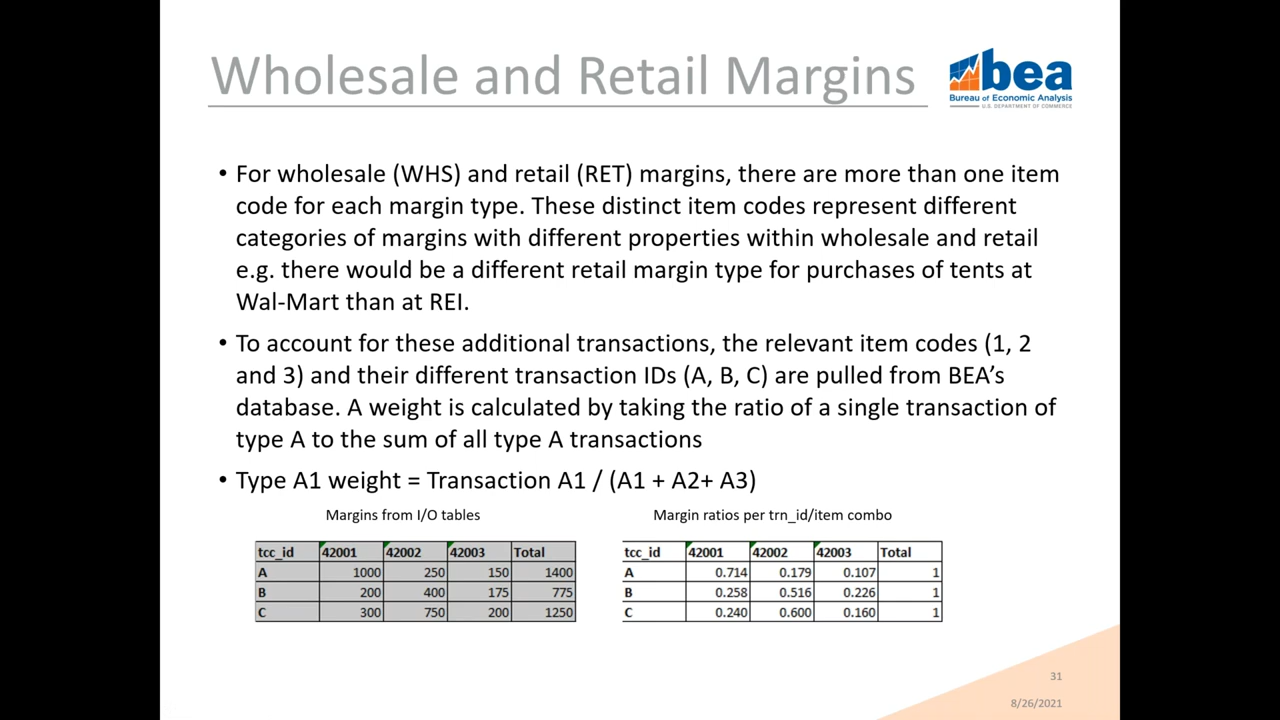 Wholesale and Retail Margins
bea
Bureau of Economic Analysis
U.S. DEPARTMENT OF COMMERCE
• For wholesale (WHS) and retail (RET) margins, there are more than one item
code for each margin type. These distinct item codes represent different
categories of margins with different properties within wholesale and retail
e.g. there would be a different retail margin type for purchases of tents at
Wal-Mart than at REI.
• To account for these additional transactions, the relevant item codes (1, 2
and 3) and their different transaction IDs (A, B, C) are pulled from BEA's
database. A weight is calculated by taking the ratio of a single transaction of
type A to the sum of all type A transactions
• Type A1 weight = Transaction A1 / (A1 + A2+ A3)
Margins from I/O tables
tcc_id 42001 42002 42003 Total
A 1000 250 150 1400
B 200 400 175 775
C 300 750 200 1250
Margin ratios per trn_id/item combo
tcc_id 42001 42002 42003 Total
A 0.714 0.179 0.107 1
B 0.258 0.516 0.226 1
C 0.240 0.600 0.160 1
31
8/26/2021